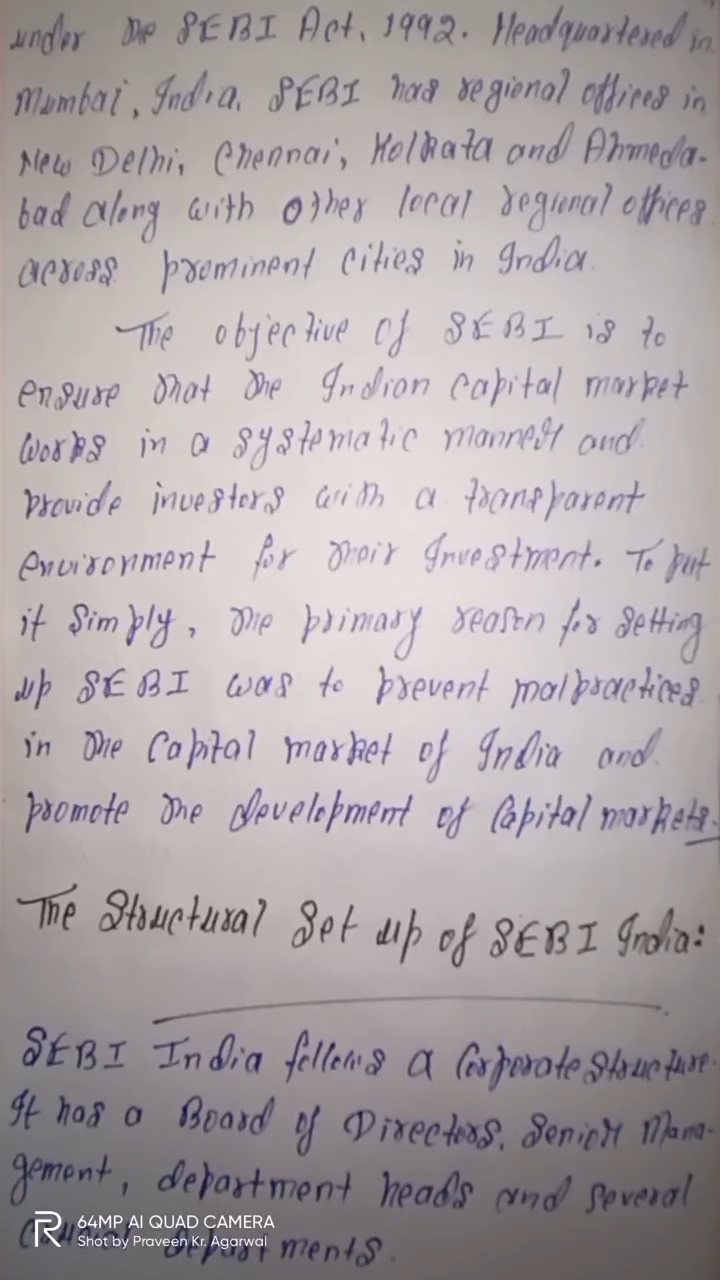 under the SEBI Act, 1992. Headquartered in
Mumbai, India, SEBI has regional offices in
New Delhi, Chennai, Kolkata and Ahmeda-
bad along with other local regional offices
across prominent cities in India.
The objective of SEBI is to
ensure that the Indian capital market
works in a systematic manner and
provide investors with a transparent
environment for their Investment. To put
it simply, the primary reason for setting
up SEBI was to prevent malpractices
in the Capital market of India and
promote the development of Capital markets.
The Structural Set up of SEBI India:
SEBI India follows a Corporate Structure.
It has a Board of Directors, Senior Mana-
gement, department heads and several
departments.
64MP AI QUAD CAMERA
Shot by Praveen Kr. Agarwal